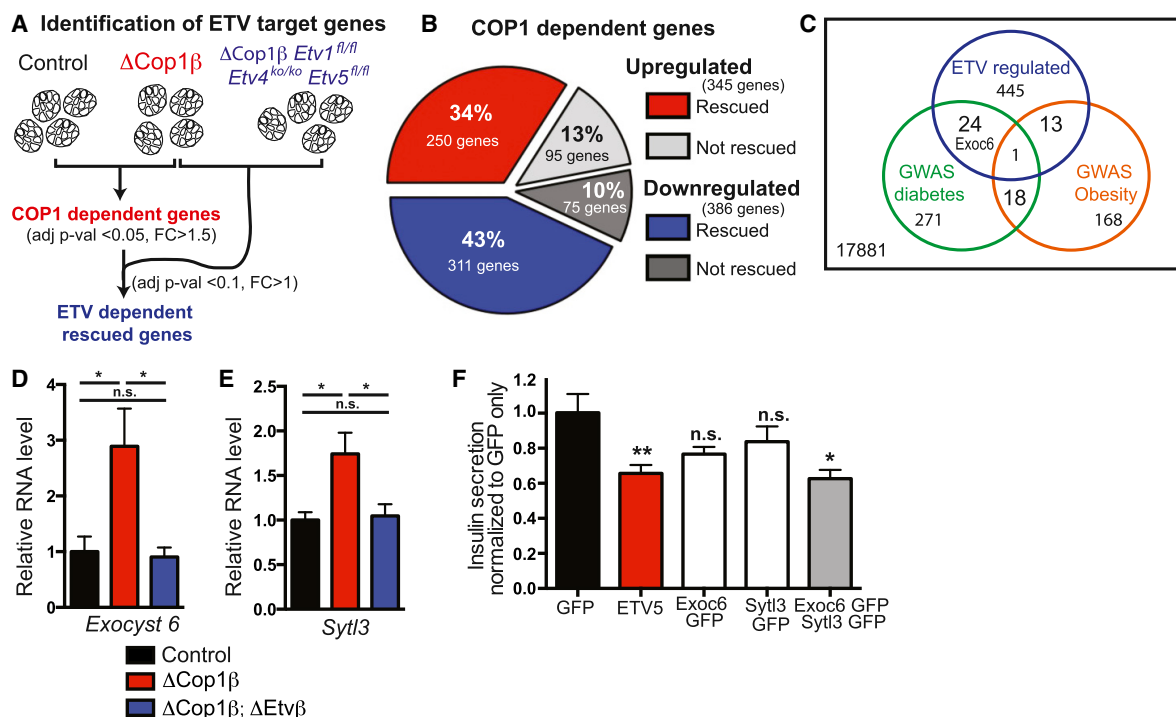 A Identification of ETV target genes
Control
ΔCop1β
ΔCop1β Etv1 fl/fl
Etv4 ko/ko Etv5 fl/fl
COP1 dependent genes
(adj p-val <0.05, FC>1.5)
(adj p-val <0.1, FC>1)
ETV dependent
rescued genes
B COP1 dependent genes
34%
250 genes
13%
95 genes
10%
75 genes
43%
311 genes
Upregulated
(345 genes)
Rescued
Not rescued
Downregulated
(386 genes)
Rescued
Not rescued
C
ETV regulated
445
24
Exoc6
13
1
GWAS
diabetes
271
18
GWAS
Obesity
168
17881
D
Relative RNA level
4
3
2
1
0
* *
n.s.
Exocyst 6
E
Relative RNA level
2.5
2.0
1.5
1.0
0.5
0.0
* *
n.s.
Sytl3
Control
ΔCop1β
ΔCop1β; ΔEtvβ
F
Insulin secretion
normalized to GFP only
1.2
1.0
0.8
0.6
0.4
0.2
0.0
**
n.s.
n.s.
*
GFP
ETV5
Exoc6
GFP
Sytl3
GFP
Exoc6 GFP
Sytl3 GFP